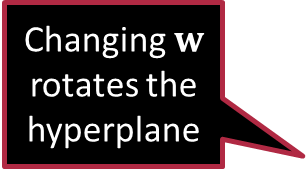 Changing w
rotates the
hyperplane